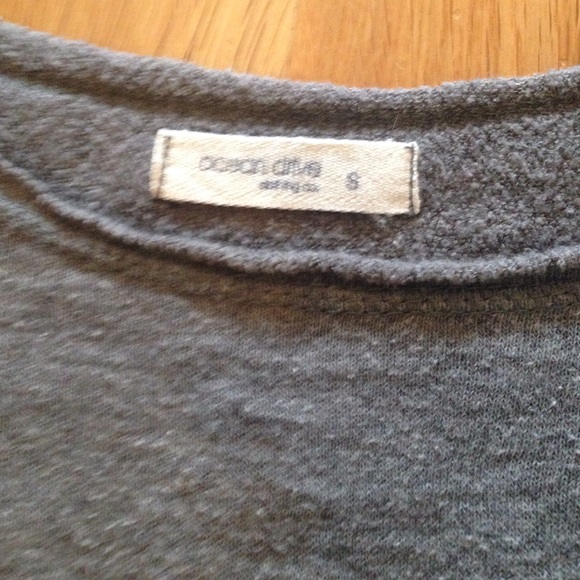 ocean drive
clothing co.
S